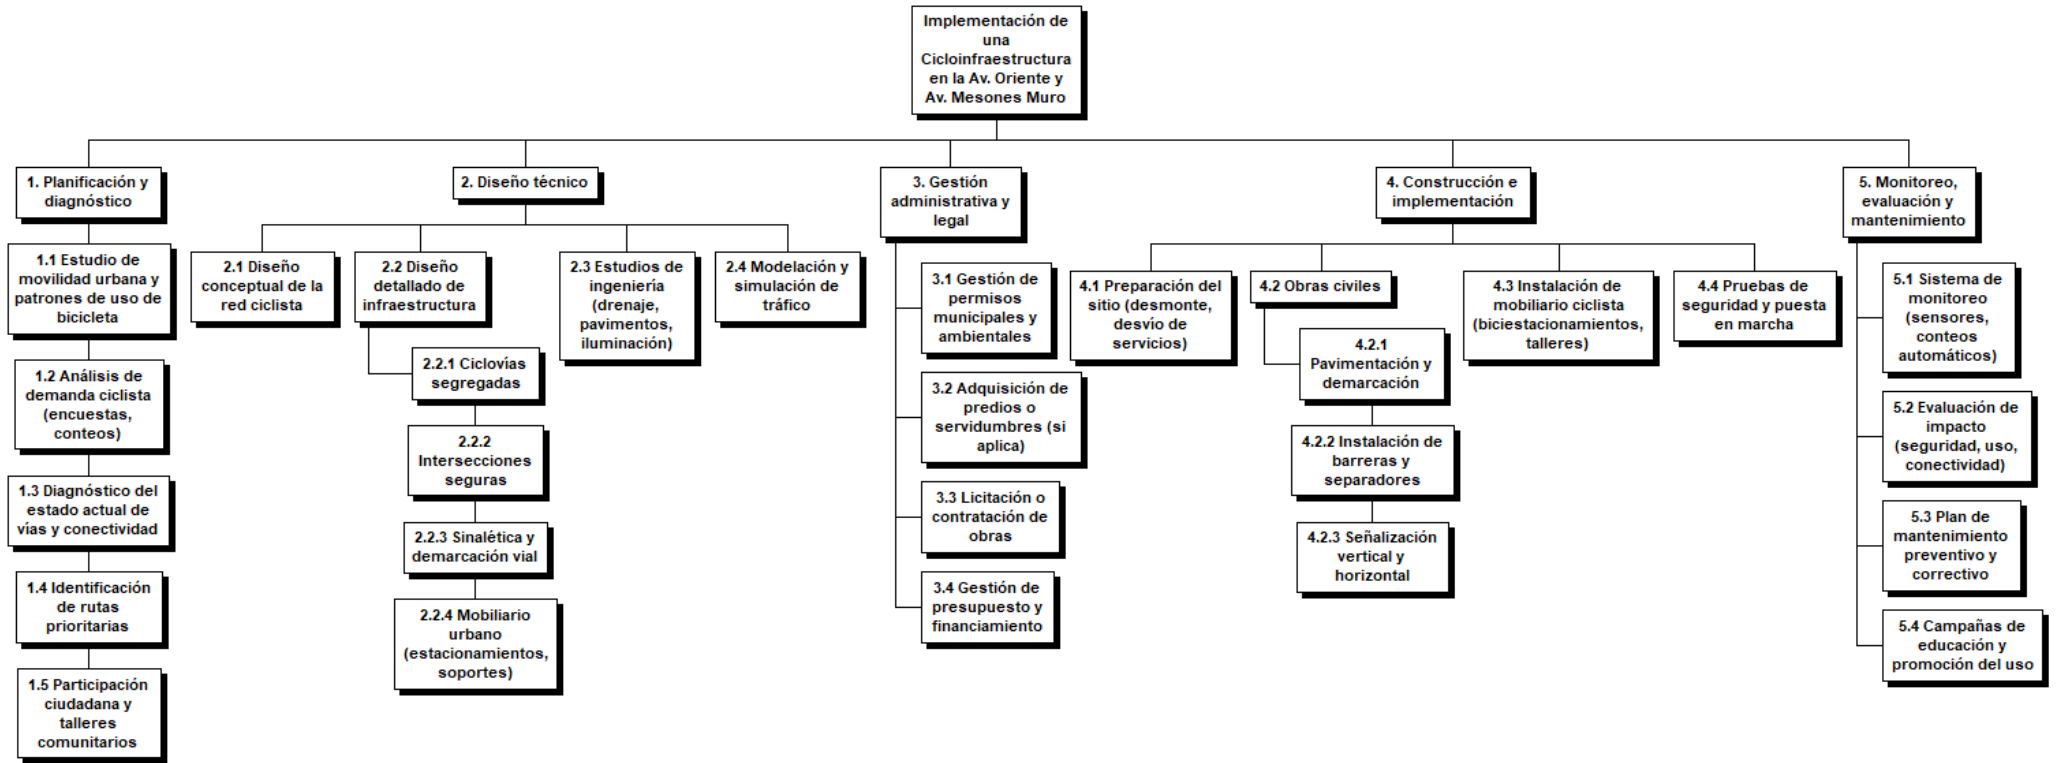 Implementación de
una
Cicloinfraestructura
en la Av. Oriente y
Av. Mesones Muro
1. Planificación y
diagnóstico
1.1 Estudio de
movilidad urbana y
patrones de uso de
bicicleta
1.2 Análisis de
demanda ciclista
(encuestas,
conteos)
1.3 Diagnóstico del
estado actual de
vías y conectividad
1.4 Identificación
de rutas
prioritarias
1.5 Participación
ciudadana y
talleres
comunitarios
2. Diseño técnico
2.1 Diseño
conceptual de la
red ciclista
2.2 Diseño
detallado de
infraestructura
2.2.1 Ciclovías
segregadas
2.2.2
Intersecciones
seguras
2.2.3 Sinalética y
demarcación vial
2.2.4 Mobiliario
urbano
(estacionamientos,
soportes)
2.3 Estudios de
ingeniería
(drenaje,
pavimentos,
iluminación)
2.4 Modelación y
simulación de
tráfico
3. Gestión
administrativa y
legal
3.1 Gestión de
permisos
municipales y
ambientales
3.2 Adquisición de
predios o
servidumbres (si
aplica)
3.3 Licitación o
contratación de
obras
3.4 Gestión de
presupuesto y
financiamiento
4. Construcción e
implementación
4.1 Preparación del
sitio (desmonte,
desvío de
servicios)
4.2 Obras civiles
4.2.1
Pavimentación y
demarcación
4.2.2 Instalación de
barreras y
separadores
4.2.3 Señalización
vertical y
horizontal
4.3 Instalación de
mobiliario ciclista
(biciestacionamientos,
talleres)
4.4 Pruebas de
seguridad y puesta
en marcha
5. Monitoreo,
evaluación y
mantenimiento
5.1 Sistema de
monitoreo
(sensores,
conteos
automáticos)
5.2 Evaluación de
impacto
(seguridad, uso,
conectividad)
5.3 Plan de
mantenimiento
preventivo y
correctivo
5.4 Campañas de
educación y
promoción del uso